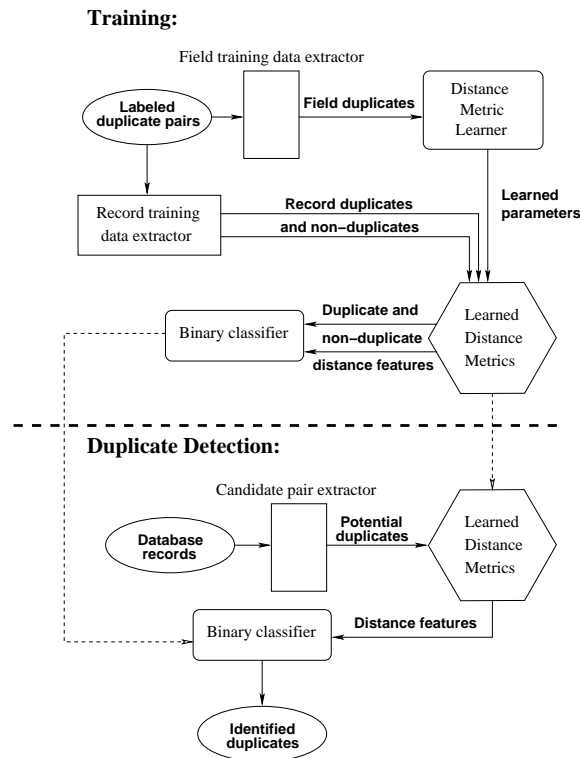 Training:
Field training data extractor
Labeled
duplicate pairs
Field duplicates
Distance
Metric
Learner
Learned
parameters
Record training
data extractor
Record duplicates
and non−duplicates
Binary classifier
Duplicate and
non−duplicate
distance features
Learned
Distance
Metrics
Duplicate Detection:
Candidate pair extractor
Database
records
Potential
duplicates
Learned
Distance
Metrics
Binary classifier
Distance features
Identified
duplicates